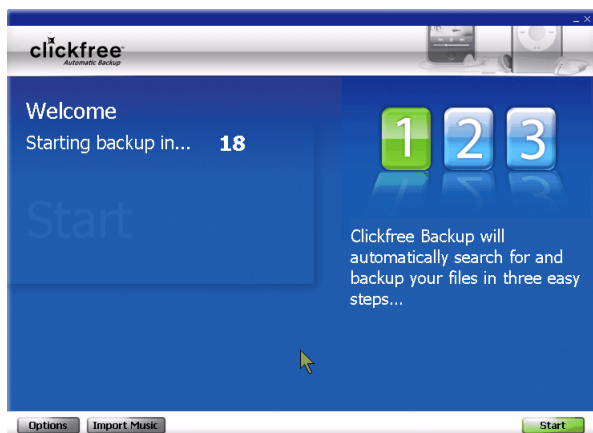 clickfree
Automatic Backup
Welcome
Starting backup in... 18
Start
1 2 3
Clickfree Backup will
automatically search for and
backup your files in three easy
steps...
Options Import Music Start